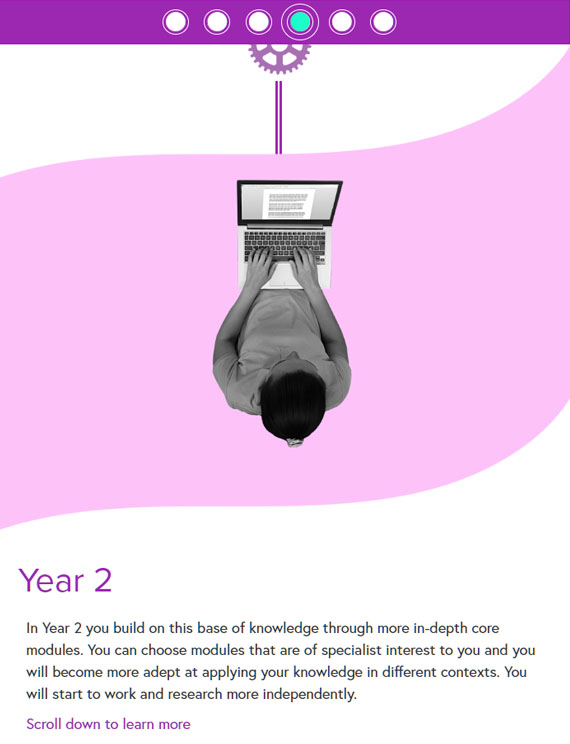 Year 2
In Year 2 you build on this base of knowledge through more in-depth core
modules. You can choose modules that are of specialist interest to you and you
will become more adept at applying your knowledge in different contexts. You
will start to work and research more independently.
Scroll down to learn more